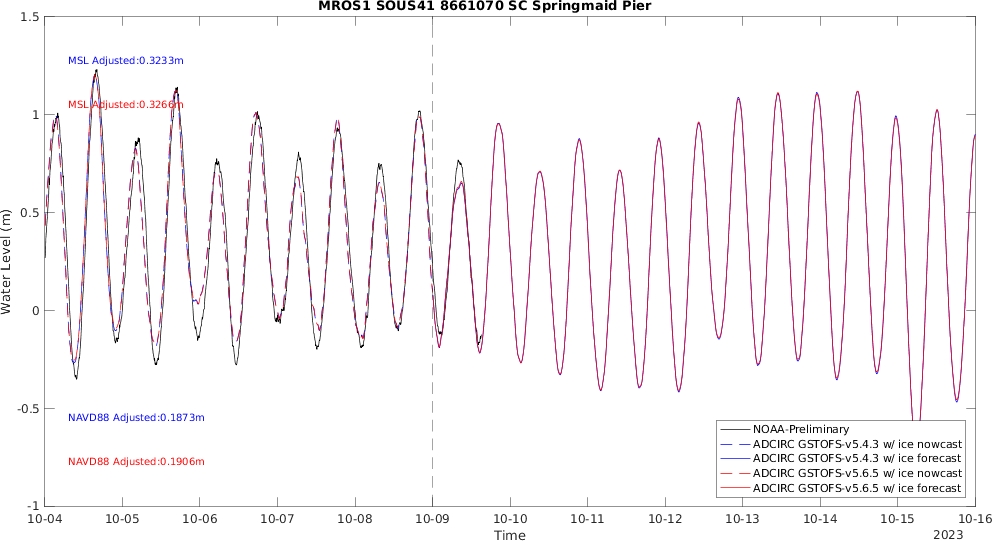 MROS1 SOUS41 8661070 SC Springmaid Pier
1.5
MSL Adjusted:0.3233m
MSL Adjusted:0.3266m
1
0.5
Water Level (m)
0
-0.5
NAVD88 Adjusted:0.1873m
NAVD88 Adjusted:0.1906m
NOAA-Preliminary
ADCIRC GSTOFS-v5.4.3 w/ ice nowcast
ADCIRC GSTOFS-v5.4.3 w/ ice forecast
ADCIRC GSTOFS-v5.6.5 w/ ice nowcast
ADCIRC GSTOFS-v5.6.5 w/ ice forecast
-1
10-04 10-05 10-06 10-07 10-08 10-09 10-10 10-11 10-12 10-13 10-14 10-15 10-16
Time
2023